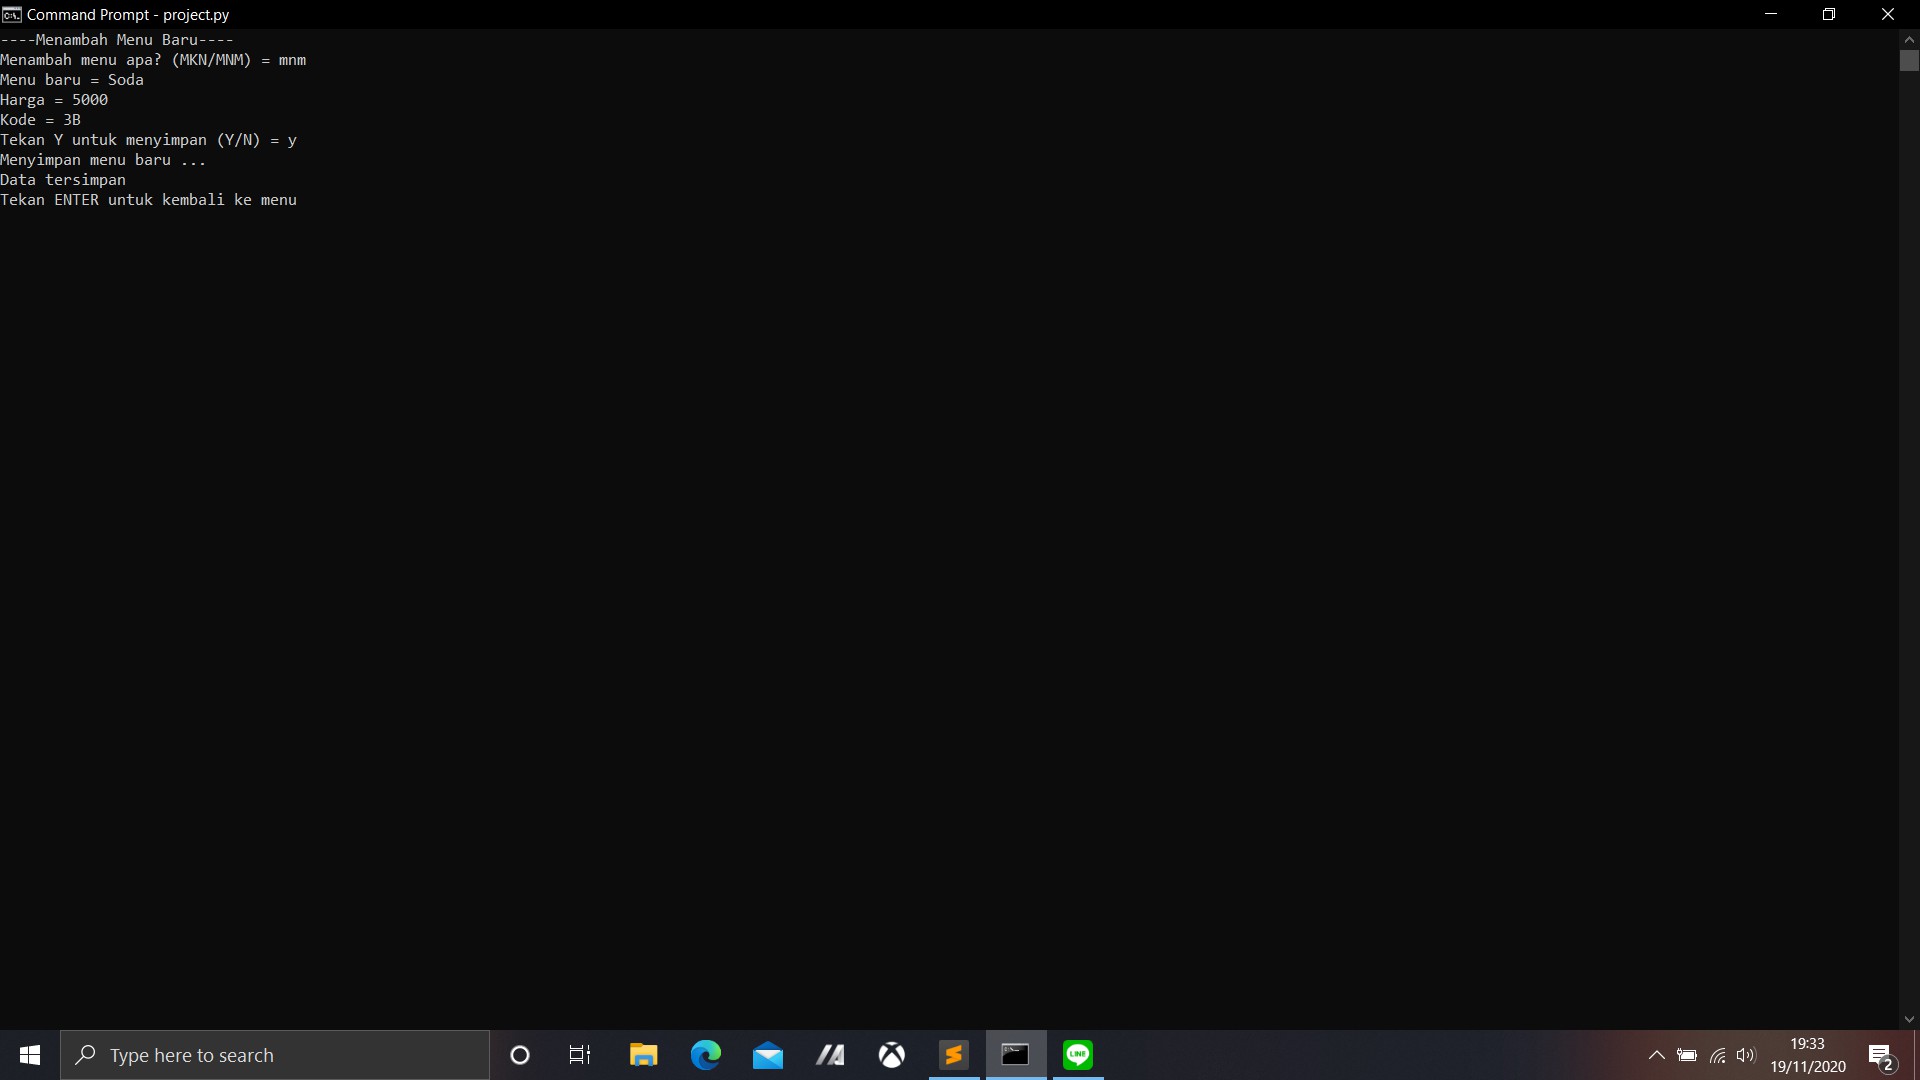 Command Prompt - project.py
----Menambah Menu Baru----
Menambah menu apa? (MKN/MNM) = mnm
Menu baru = Soda
Harga = 5000
Kode = 3B
Tekan Y untuk menyimpan (Y/N) = y
Menyimpan menu baru ...
Data tersimpan
Tekan ENTER untuk kembali ke menu
Type here to search
LINE
19:33
19/11/2020
2